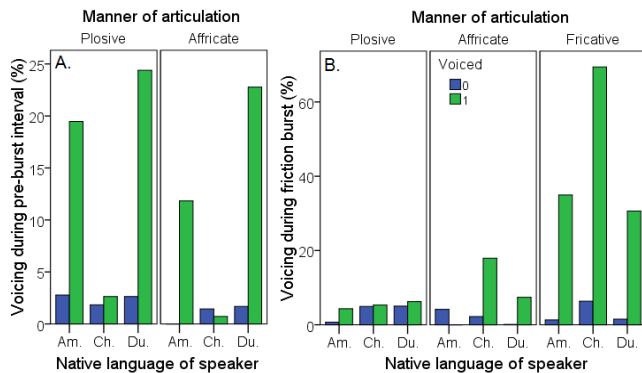 Manner of articulation
Plosive Affricate
A.
Voicing during pre-burst interval (%)
25
20
15
10
5
0
Am. Ch. Du. Am. Ch. Du.
Native language of speaker
Manner of articulation
Plosive Affricate Fricative
B.
Voiced
0
1
Voicing during friction burst (%)
60
40
20
0
Am. Ch. Du. Am. Ch. Du. Am. Ch. Du.
Native language of speaker